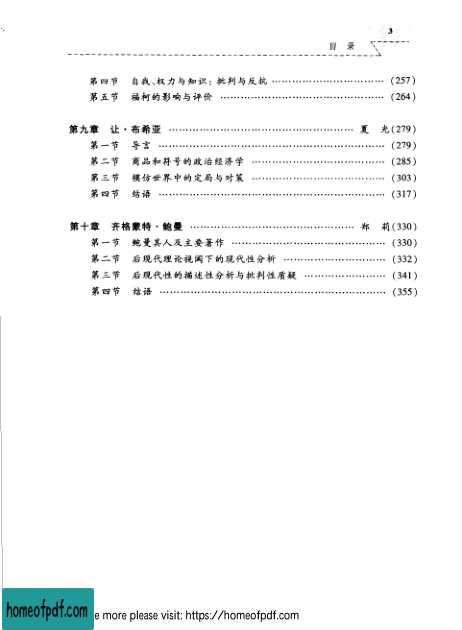 3
目 录
第四节 自我、权力与知识：批判与反抗 …………………………… (257)
第五节 福柯的影响与评价 …………………………………………… (264)
第九章 让·布希亚 …………………………………………… 夏 光(279)
第一节 导言 ………………………………………………………… (279)
第二节 商品和符号的政治经济学 …………………………………… (285)
第三节 模仿世界中的定局与对策 …………………………………… (303)
第四节 结语 ………………………………………………………… (317)
第十章 齐格蒙特·鲍曼 ………………………………………… 郑 莉(330)
第一节 鲍曼其人及主要著作 ……………………………………… (330)
第二节 后现代理论视阈下的现代性分析 ………………………… (332)
第三节 后现代性的描述性分析与批判性质疑 …………………… (341)
第四节 结语 ………………………………………………………… (355)
homeofpdf.com
e more please visit: https://homeofpdf.com